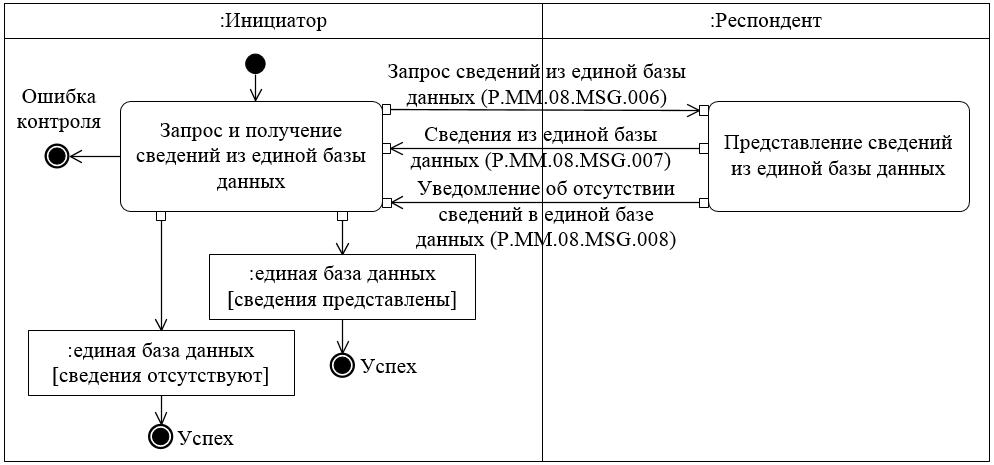 :Инициатор
:Респондент
Запрос сведений из единой базы
данных (P.MM.08.MSG.006)
Ошибка
контроля
Запрос и получение
сведений из единой базы
данных
Сведения из единой базы
данных (P.MM.08.MSG.007)
Представление сведений
из единой базы данных
Уведомление об отсутствии
сведений в единой базе
данных (P.MM.08.MSG.008)
:единая база данных
[сведения представлены]
:единая база данных
[сведения отсутствуют]
Успех
Успех